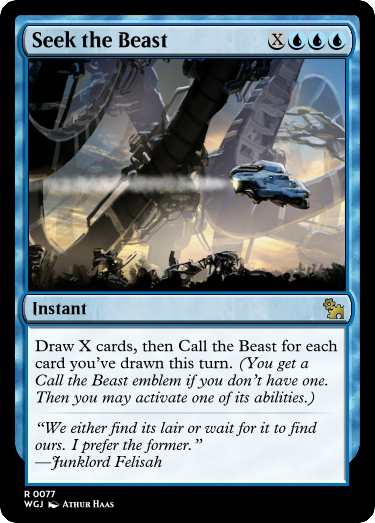 Seek the Beast X
Instant
Draw X cards, then Call the Beast for each
card you've drawn this turn. (You get a
Call the Beast emblem if you don't have one.
Then you may activate one of its abilities.)
"We either find its lair or wait for it to find
ours. I prefer the former."
—Junklord Felisah
R 0077
WGJ Athur Haas